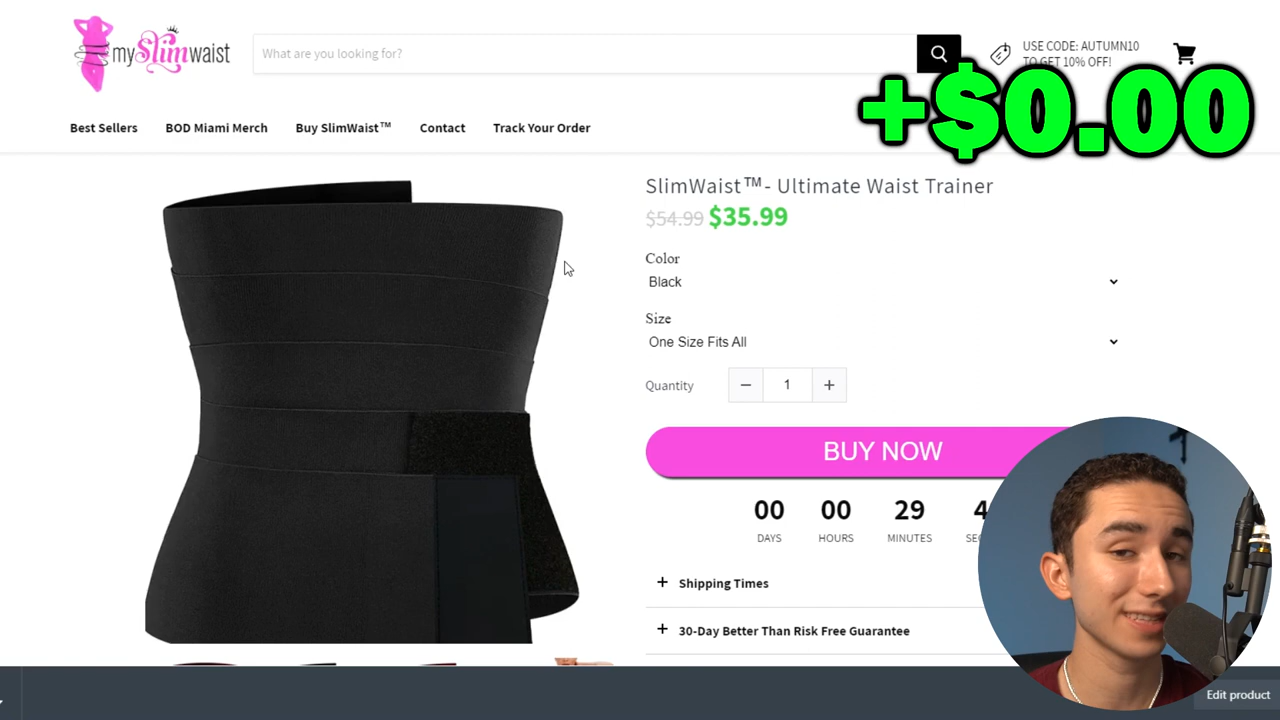 mySlimwaist
What are you looking for?
USE CODE: AUTUMN10
TO GET 10% OFF!
+$0.00
Best Sellers
BOD Miami Merch
Buy SlimWaist™
Contact
Track Your Order
SlimWaist™- Ultimate Waist Trainer
$54.99 $35.99
Color
Black
Size
One Size Fits All
Quantity
1
BUY NOW
00 00 29 4
DAYS HOURS MINUTES SEC
Shipping Times
30-Day Better Than Risk Free Guarantee
Edit product